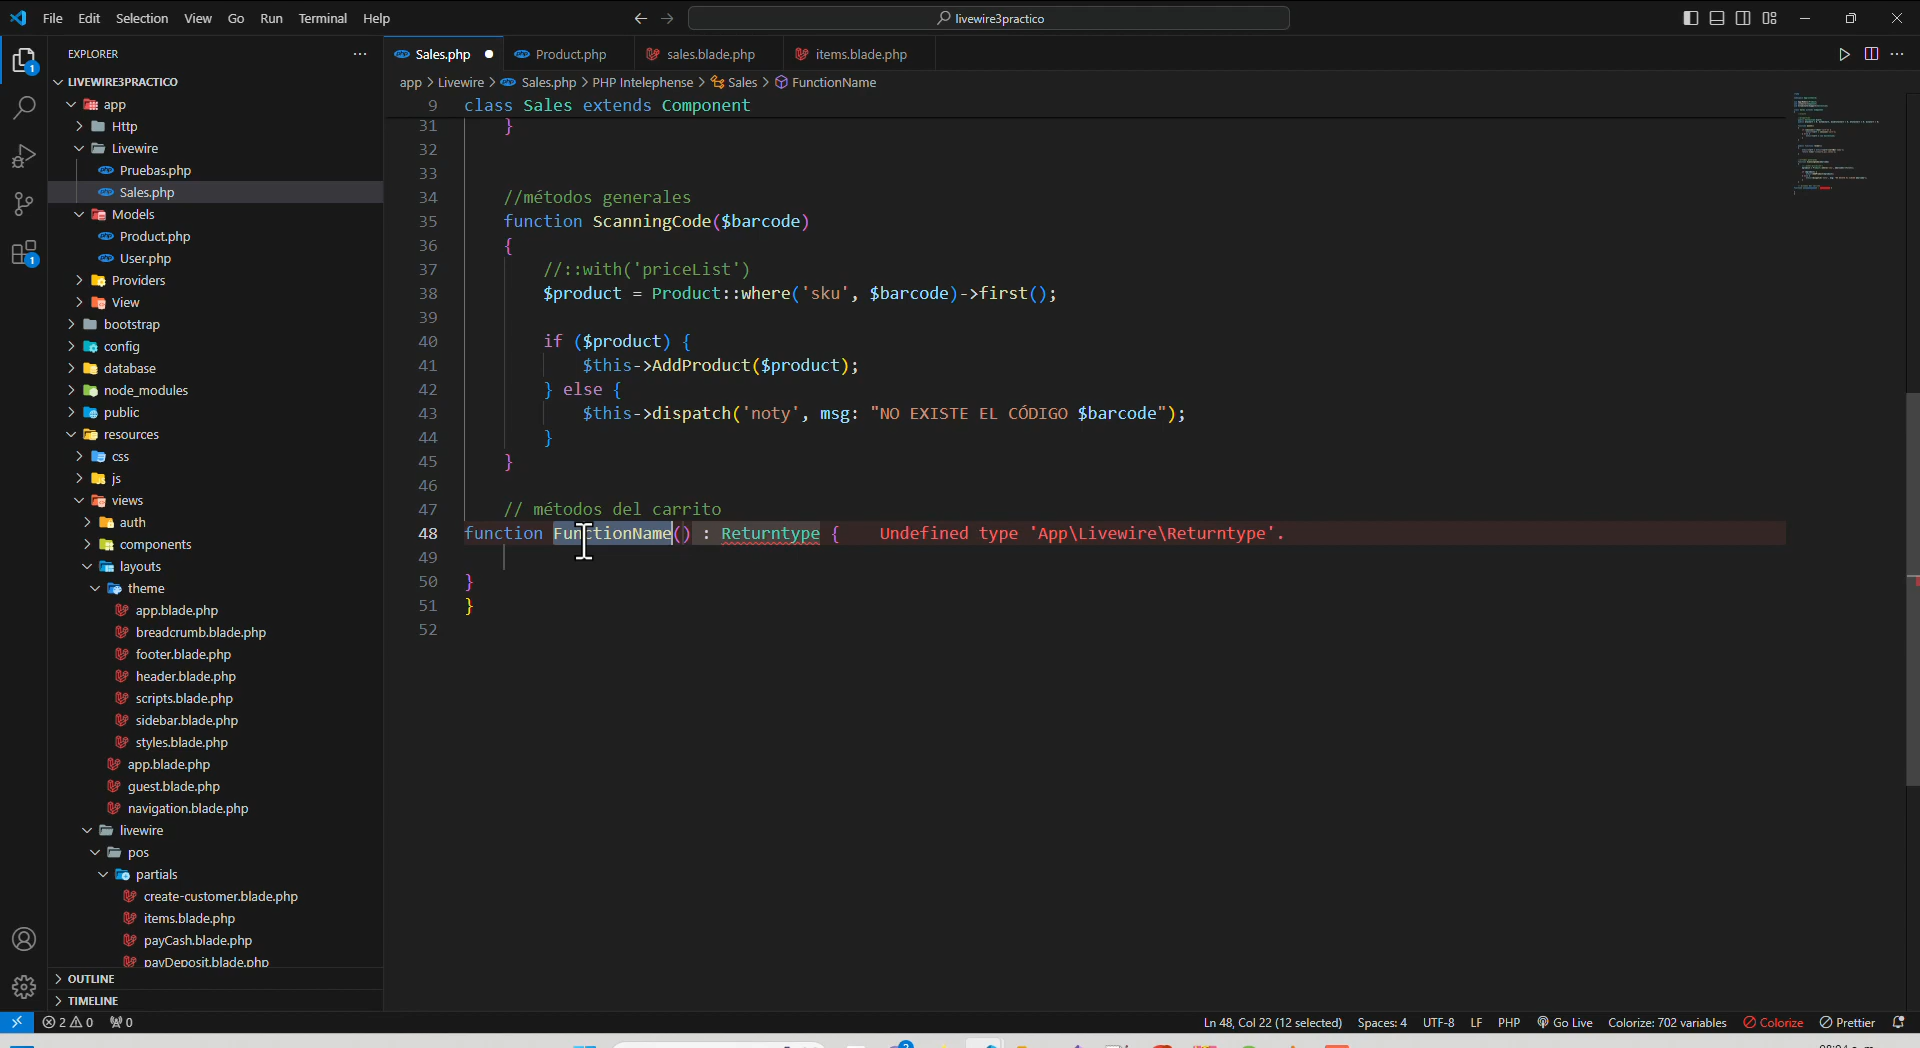 File Edit Selection View Go Run Terminal Help
livewire3practico
EXPLORER
LIVEWIRE3PRACTICO
app
Http
Livewire
Pruebas.php
Sales.php
Models
Product.php
User.php
Providers
View
bootstrap
config
database
node_modules
public
resources
css
js
views
auth
components
layouts
theme
app.blade.php
breadcrumb.blade.php
footer.blade.php
header.blade.php
scripts.blade.php
sidebar.blade.php
styles.blade.php
app.blade.php
guest.blade.php
navigation.blade.php
livewire
pos
partials
create-customer.blade.php
items.blade.php
payCash.blade.php
payDeposit.blade.php
OUTLINE
TIMELINE
Sales.php Product.php sales.blade.php items.blade.php
app > Livewire > Sales.php > PHP Intelephense > Sales > FunctionName
9 class Sales extends Component
31 }
32
33
34 //métodos generales
35 function ScanningCode($barcode)
36 {
37 //::with('priceList')
38 $product = Product::where('sku', $barcode)->first();
39
40 if ($product) {
41 $this->AddProduct($product);
42 } else {
43 $this->dispatch('noty', msg: "NO EXISTE EL CÓDIGO $barcode");
44 }
45 }
46
47 // métodos del carrito
48 function FunctionName() : Returntype { Undefined type 'App\Livewire\Returntype'.
49
50 }
51 }
52
1
1
2 0 0
Ln 48, Col 22 (12 selected) Spaces: 4 UTF-8 LF PHP Go Live Colorize: 702 variables Colorize Prettier